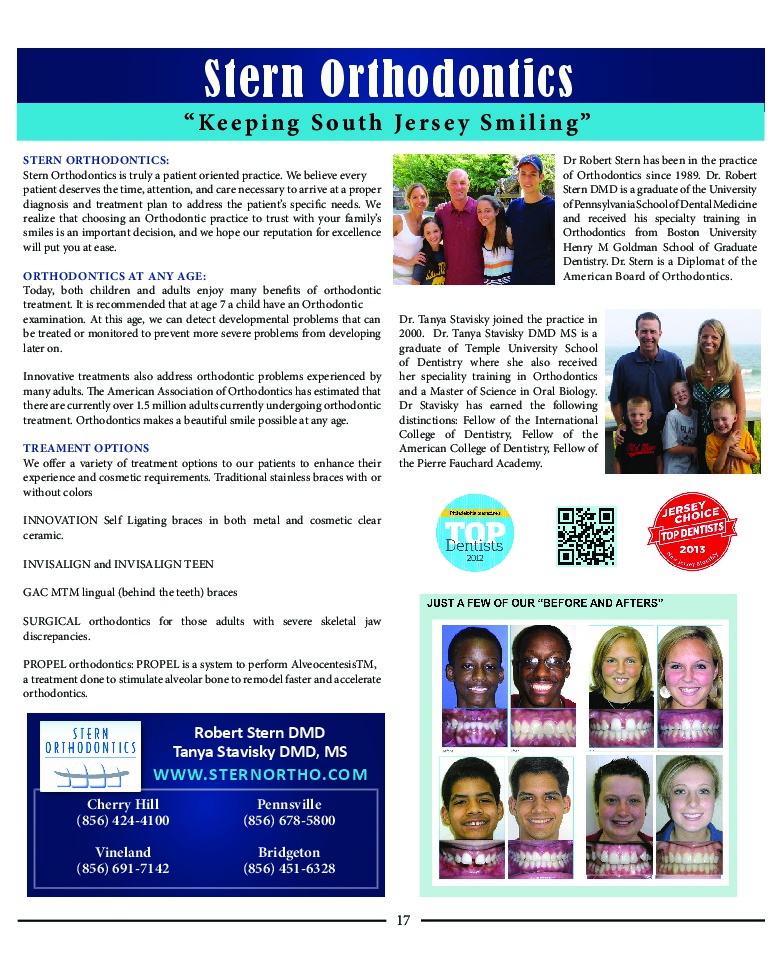 Stern Orthodontics
“Keeping South Jersey Smiling”
STERN ORTHODONTICS:
Stern Orthodontics is truly a patient oriented practice. We believe every
patient deserves the time, attention, and care necessary to arrive at a proper
diagnosis and treatment plan to address the patient’s specific needs. We
realize that choosing an Orthodontic practice to trust with your family’s
smiles is an important decision, and we hope our reputation for excellence
will put you at ease.
ORTHODONTICS AT ANY AGE:
Today, both children and adults enjoy many benefits of orthodontic
treatment. It is recommended that at age 7 a child have an Orthodontic
examination. At this age, we can detect developmental problems that can
be treated or monitored to prevent more severe problems from developing
later on.
Innovative treatments also address orthodontic problems experienced by
many adults. The American Association of Orthodontics has estimated that
there are currently over 1.5 million adults currently undergoing orthodontic
treatment. Orthodontics makes a beautiful smile possible at any age.
TREAMENT OPTIONS
We offer a variety of treatment options to our patients to enhance their
experience and cosmetic requirements. Traditional stainless braces with or
without colors
INNOVATION Self Ligating braces in both metal and cosmetic clear
ceramic.
INVISALIGN and INVISALIGN TEEN
GAC MTM lingual (behind the teeth) braces
SURGICAL orthodontics for those adults with severe skeletal jaw
discrepancies.
PROPEL orthodontics: PROPEL is a system to perform AlveocentesisTM,
a treatment done to stimulate alveolar bone to remodel faster and accelerate
orthodontics.
STERN
ORTHODONTICS
Robert Stern DMD
Tanya Stavisky DMD, MS
WWW.STERNORTHO.COM
Cherry Hill
(856) 424-4100
Pennsville
(856) 678-5800
Vineland
(856) 691-7142
Bridgeton
(856) 451-6328
Dr Robert Stern has been in the practice
of Orthodontics since 1989. Dr. Robert
Stern DMD is a graduate of the University
of Pennsylvania School of Dental Medicine
and received his specialty training in
Orthodontics from Boston University
Henry M Goldman School of Graduate
Dentistry. Dr. Stern is a Diplomat of the
American Board of Orthodontics.
Dr. Tanya Stavisky joined the practice in
2000. Dr. Tanya Stavisky DMD MS is a
graduate of Temple University School
of Dentistry where she also received
her speciality training in Orthodontics
and a Master of Science in Oral Biology.
Dr Stavisky has earned the following
distinctions: Fellow of the International
College of Dentistry, Fellow of the
American College of Dentistry, Fellow of
the Pierre Fauchard Academy.
TOP
Dentists
2012
JERSEY
CHOICE
TOP DENTISTS
2013
New Jersey Monthly
JUST A FEW OF OUR “BEFORE AND AFTERS”
17